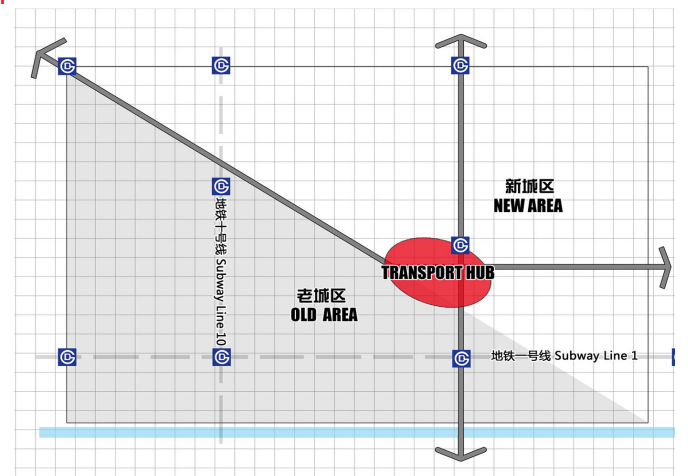 新城区
NEW AREA
TRANSPORT HUB
老城区
OLD AREA
地铁十号线 Subway Line 10
地铁一号线 Subway Line 1